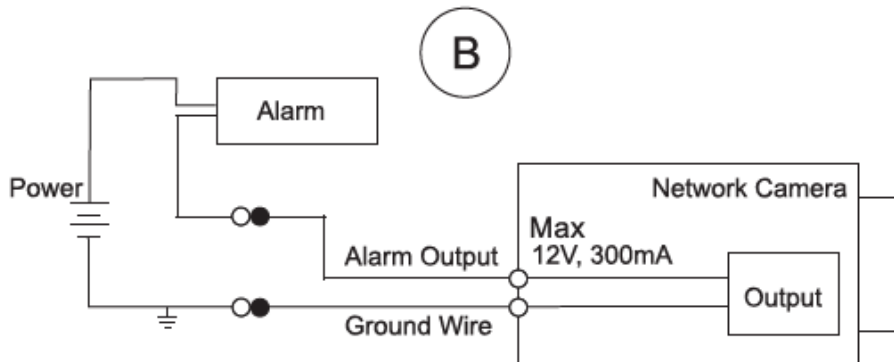 B
Alarm
Power
Network Camera
Max
12V, 300mA
Alarm Output
Output
Ground Wire